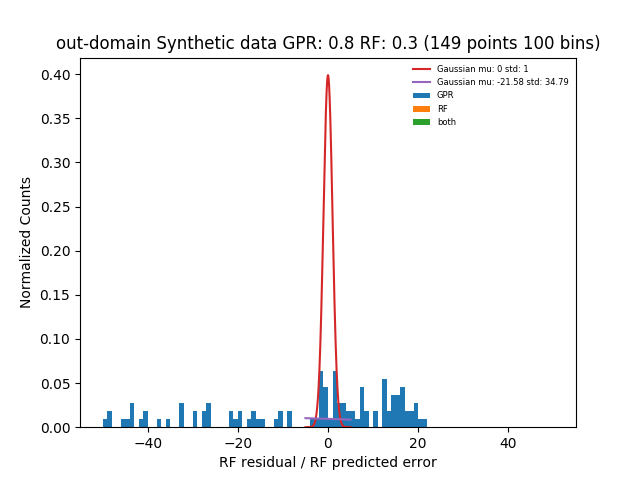 out-domain Synthetic data GPR: 0.8 RF: 0.3 (149 points 100 bins)
Gaussian mu: 0 std: 1
Gaussian mu: -21.58 std: 34.79
GPR
RF
both
0.40
0.35
0.30
0.25
0.20
0.15
0.10
0.05
0.00
Normalized Counts
−40
−20
0
20
40
RF residual / RF predicted error